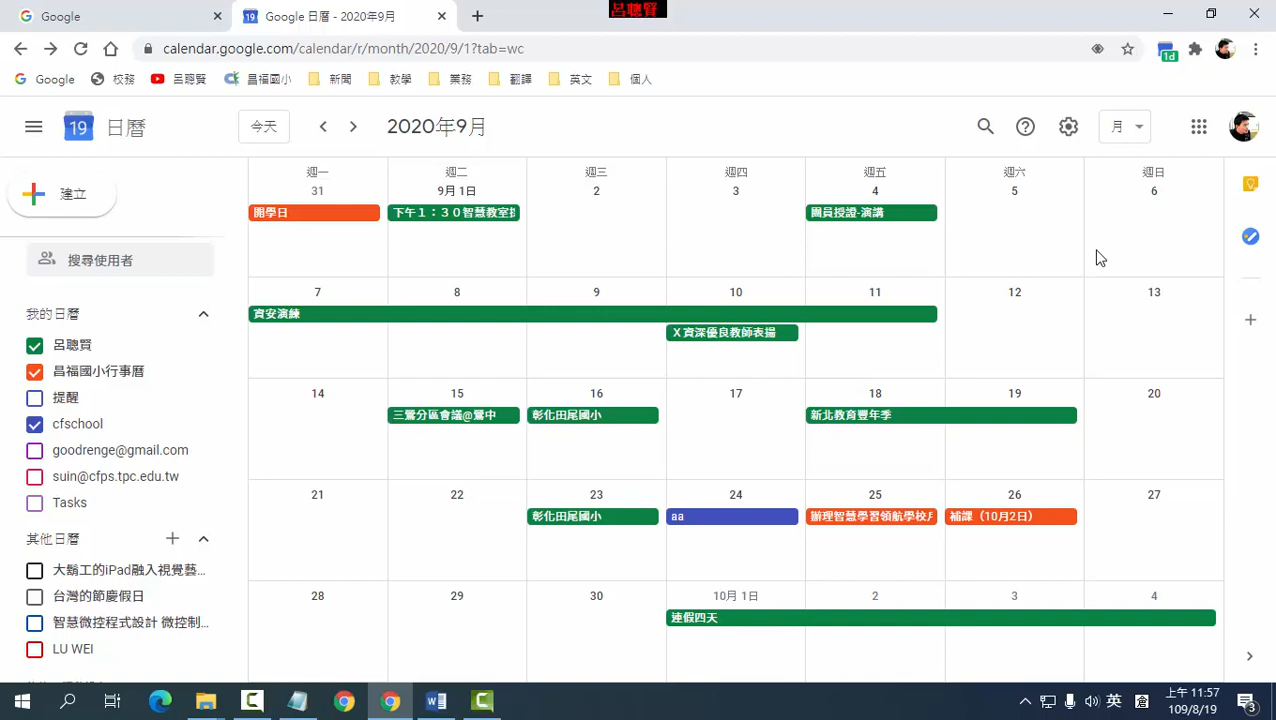 Google
Google 日曆 - 2020年9月
呂聰賢
calendar.google.com/calendar/r/month/2020/9/1?tab=wc
1d
Google 校務 呂聰賢 昌福國小 新聞 教學 業務 翻譯 英文 個人
19 日曆 今天 2020年9月 月
建立
搜尋使用者
我的日曆
呂聰賢
昌福國小行事曆
提醒
cfschool
goodrenge@gmail.com
suin@cfps.tpc.edu.tw
Tasks
其他日曆
大鬍工的iPad融入視覺藝...
台灣的節慶假日
智慧微控程式設計 微控制...
LU WEI
週一 週二 週三 週四 週五 週六 週日
31 9月 1日 2 3 4 5 6
開學日 下午１：３０智慧教室 團員授證-演講
7 8 9 10 11 12 13
資安演練
Ｘ資深優良教師表揚
14 15 16 17 18 19 20
三鶯分區會議@鶯中 彰化田尾國小 新北教育豐年季
21 22 23 24 25 26 27
彰化田尾國小 aa 辦理智慧學習領航學校 補課（10月2日）
28 29 30 10月 1日 2 3 4
連假四天
英
上午 11:57
109/8/19
3